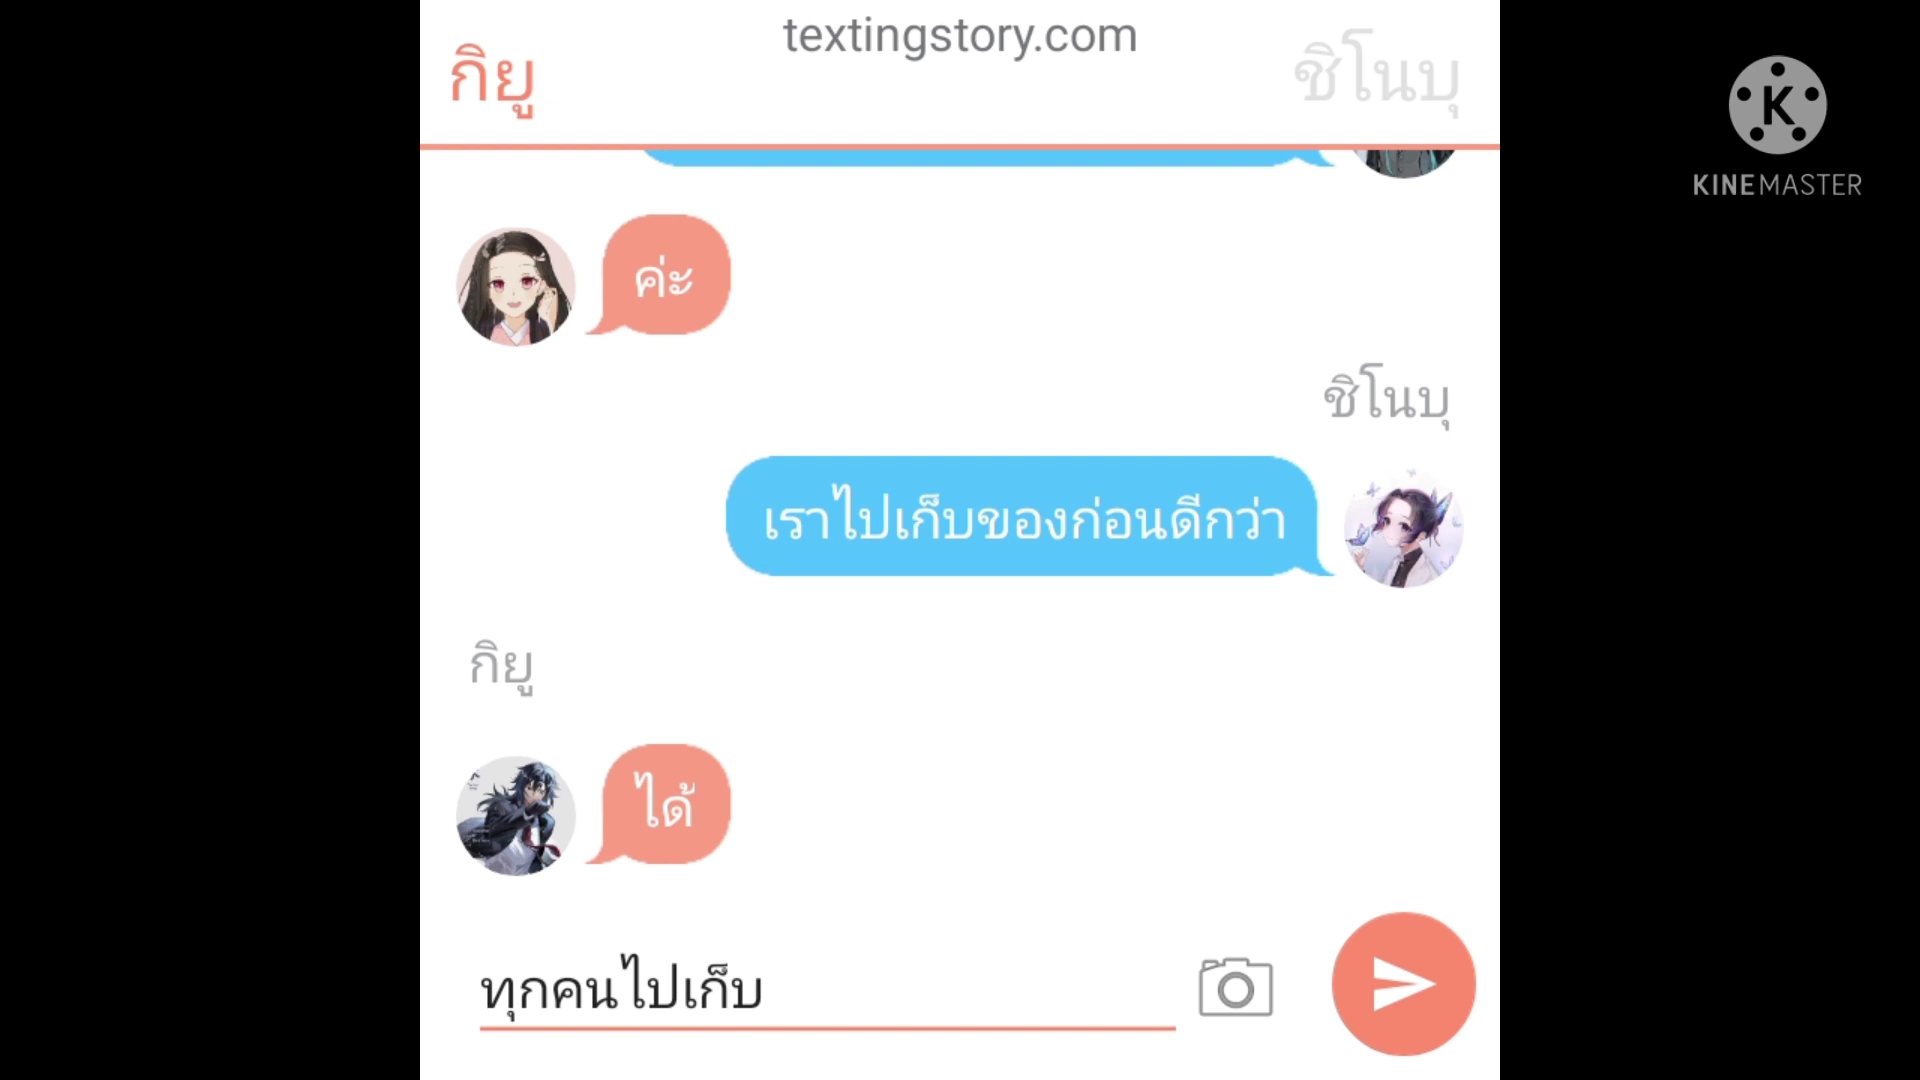 textingstory.com
กิยู
ชิโนบุ
KINEMASTER
ค่ะ
ชิโนบุ
เราไปเก็บของก่อนดีกว่า
กิยู
ได้
ทุกคนไปเก็บ